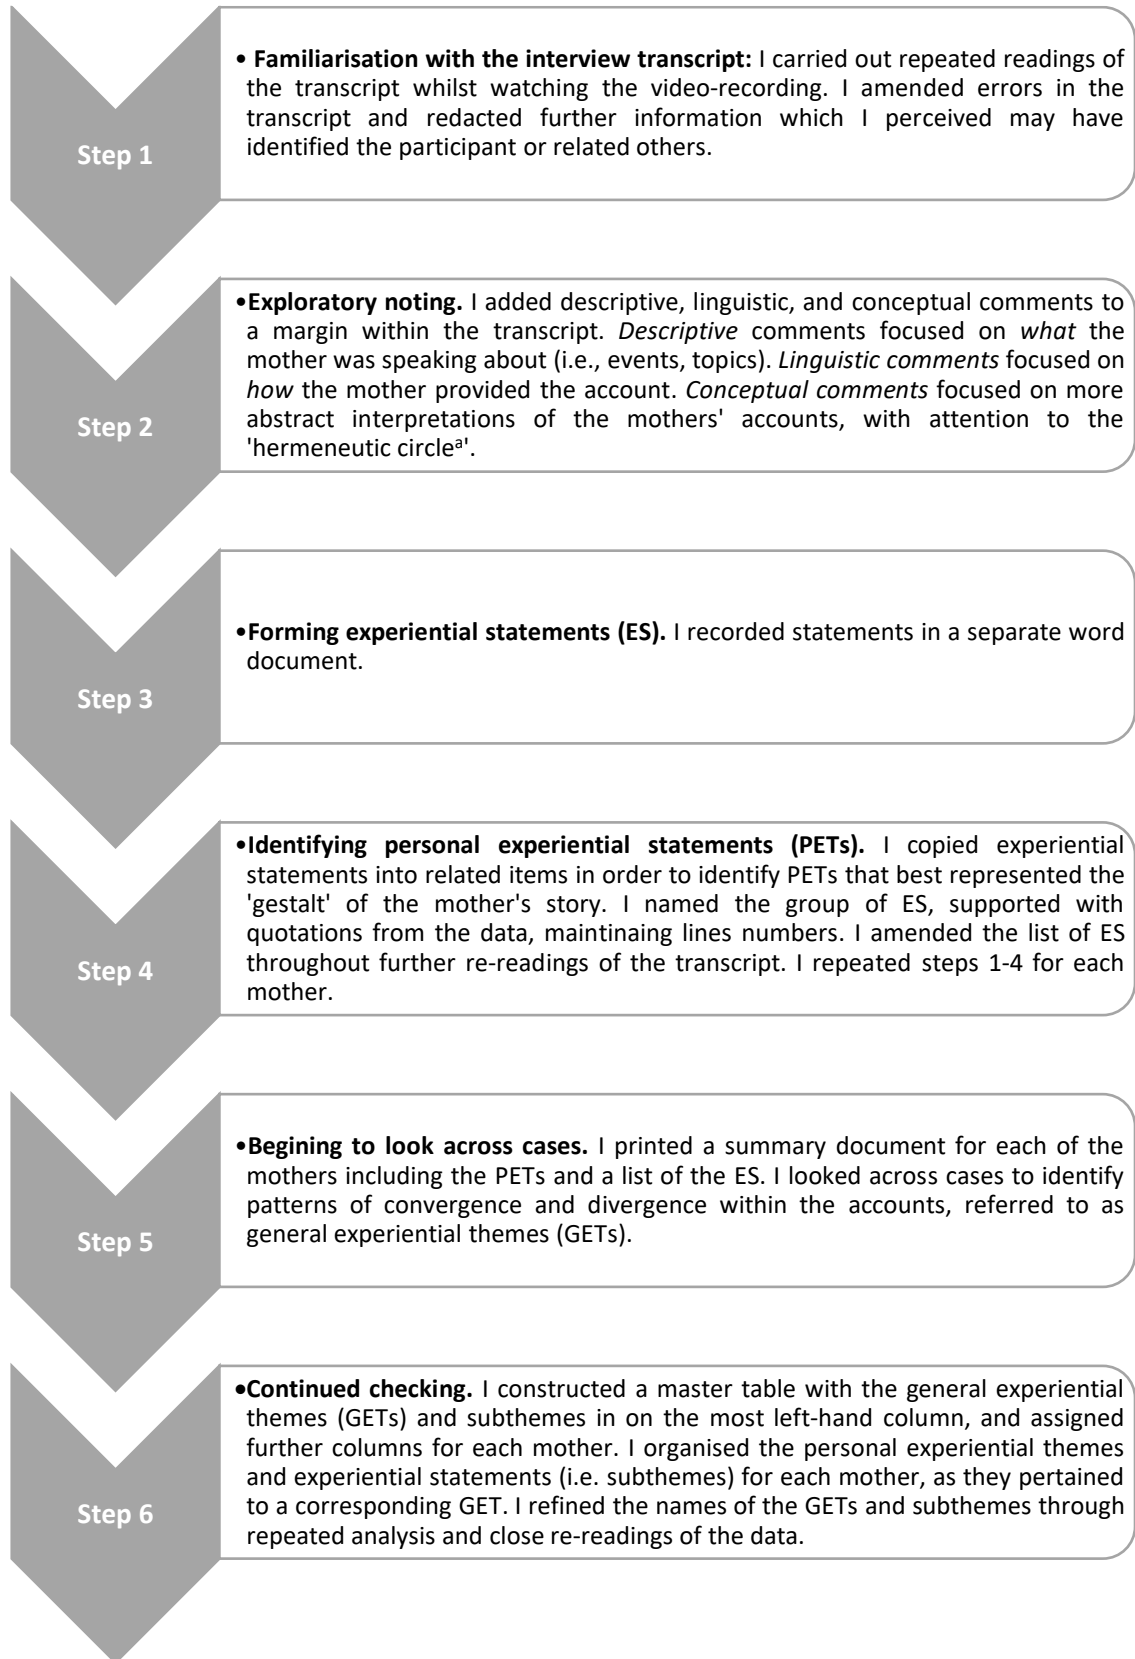 Step 1
• Familiarisation with the interview transcript: I carried out repeated readings of
the transcript whilst watching the video-recording. I amended errors in the
transcript and redacted further information which I perceived may have
identified the participant or related others.
Step 2
•Exploratory noting. I added descriptive, linguistic, and conceptual comments to
a margin within the transcript. Descriptive comments focused on what the
mother was speaking about (i.e., events, topics). Linguistic comments focused on
how the mother provided the account. Conceptual comments focused on more
abstract interpretations of the mothers' accounts, with attention to the
'hermeneutic circleᵃ'.
Step 3
•Forming experiential statements (ES). I recorded statements in a separate word
document.
Step 4
•Identifying personal experiential statements (PETs). I copied experiential
statements into related items in order to identify PETs that best represented the
'gestalt' of the mother's story. I named the group of ES, supported with
quotations from the data, maintinaing lines numbers. I amended the list of ES
throughout further re-readings of the transcript. I repeated steps 1-4 for each
mother.
Step 5
•Begining to look across cases. I printed a summary document for each of the
mothers including the PETs and a list of the ES. I looked across cases to identify
patterns of convergence and divergence within the accounts, referred to as
general experiential themes (GETs).
Step 6
•Continued checking. I constructed a master table with the general experiential
themes (GETs) and subthemes in on the most left-hand column, and assigned
further columns for each mother. I organised the personal experiential themes
and experiential statements (i.e. subthemes) for each mother, as they pertained
to a corresponding GET. I refined the names of the GETs and subthemes through
repeated analysis and close re-readings of the data.